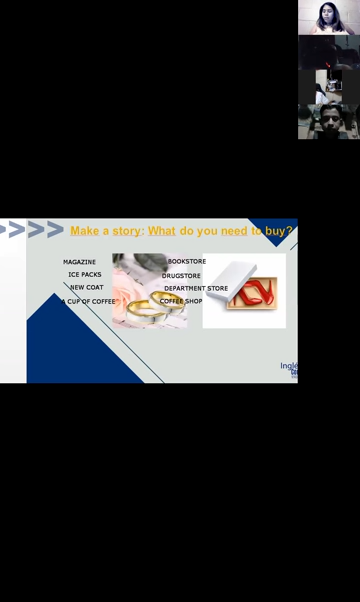 Make a story: What do you need to buy?
MAGAZINE
ICE PACKS
NEW COAT
A CUP OF COFFEE
BOOKSTORE
DRUGSTORE
DEPARTMENT STORE
COFFEE SHOP
Inglé